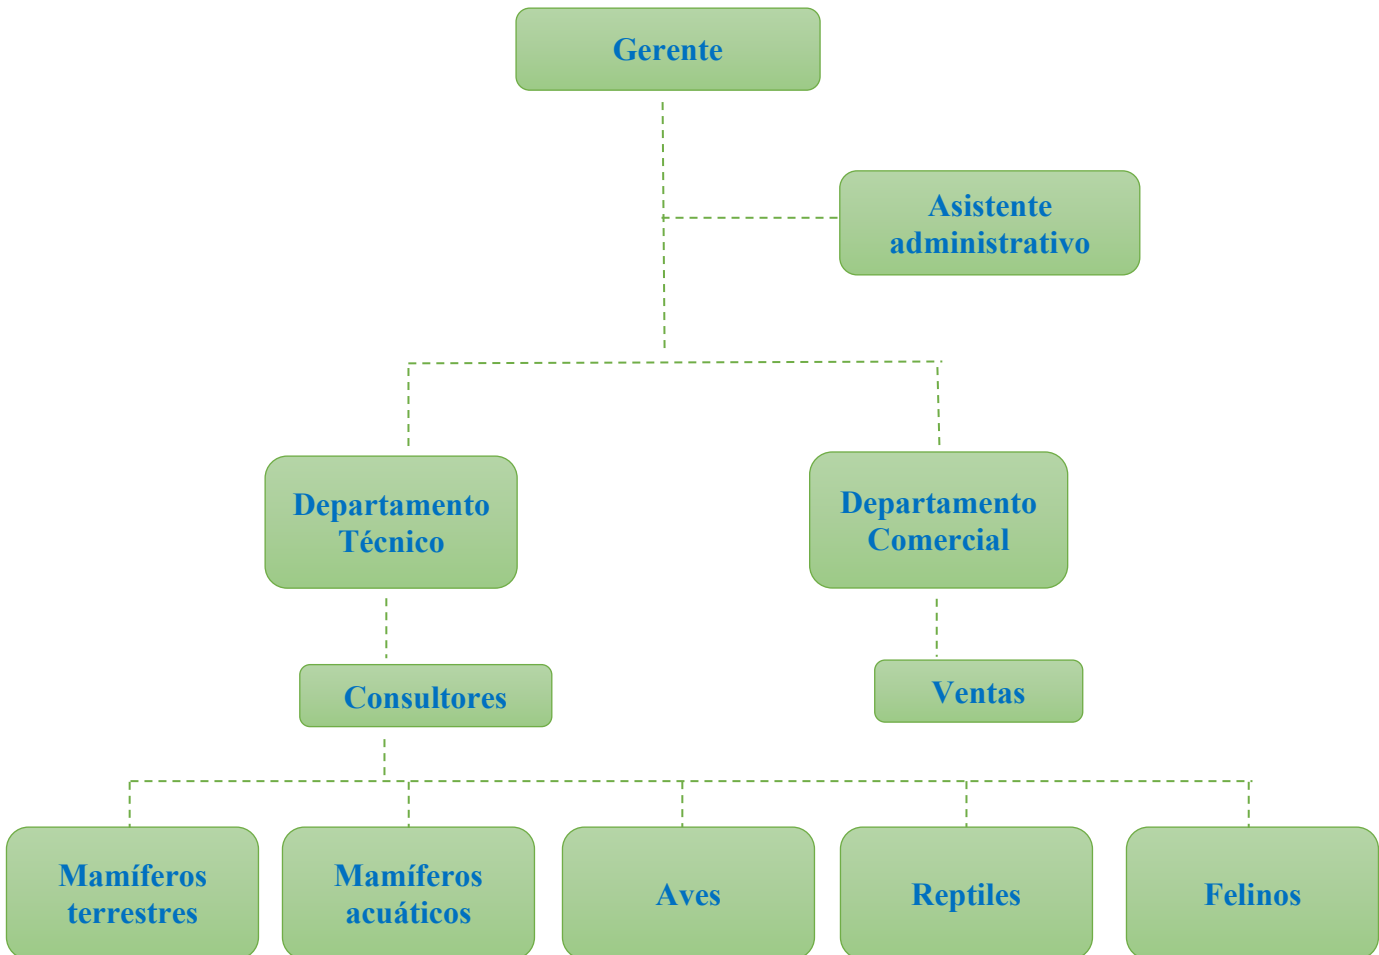 Gerente
Asistente
administrativo
Departamento
Técnico
Departamento
Comercial
Consultores
Ventas
Mamíferos
terrestres
Mamíferos
acuáticos
Aves
Reptiles
Felinos